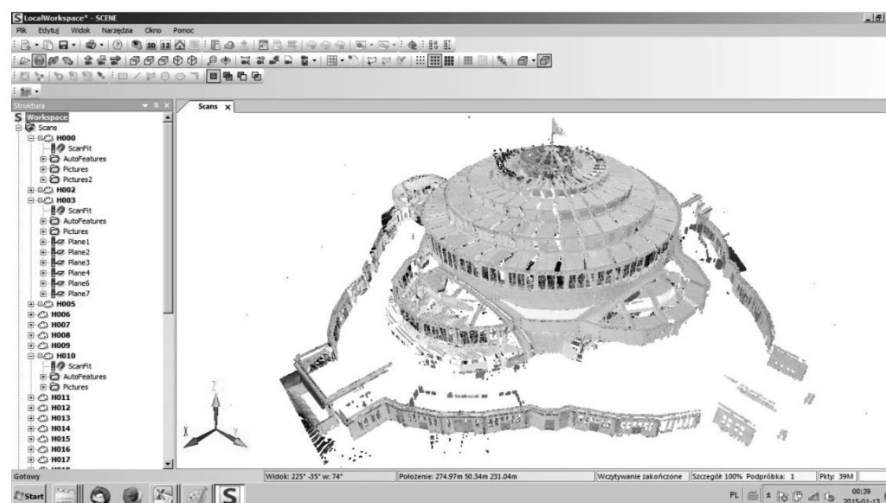 LocalWorkspace* - SCENE
Plik Edytuj Widok Narzędzia Okno Pomoc
Struktura
Scans x
Workspace
Scans
H000
ScanFit
AutoFeatures
Pictures
Pictures2
H002
H003
ScanFit
AutoFeatures
Pictures
Plane1
Plane2
Plane3
Plane4
Plane6
Plane7
H005
H006
H007
H008
H009
H010
ScanFit
AutoFeatures
Pictures
H011
H012
H013
H014
H015
H016
H017
Z
X
Y
Gotowy
Widok: 225° -35° w: 74°
Położenie: 274.97m 50.34m 231.04m
Wczytywanie zakończone
Szczegół: 100% Podpróbka: 1
Pkty: 39M
Start
PL
00:39